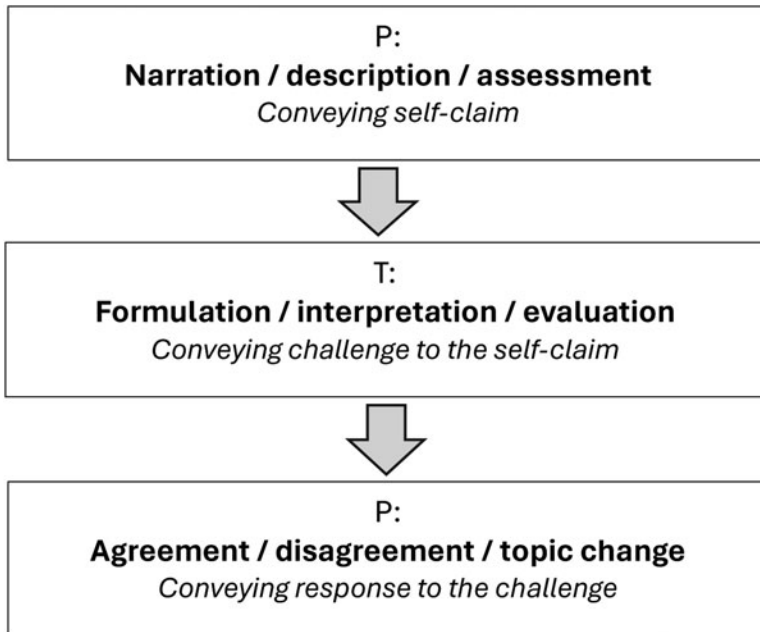 P:
Narration / description / assessment
Conveying self-claim
T:
Formulation / interpretation / evaluation
Conveying challenge to the self-claim
P:
Agreement / disagreement / topic change
Conveying response to the challenge